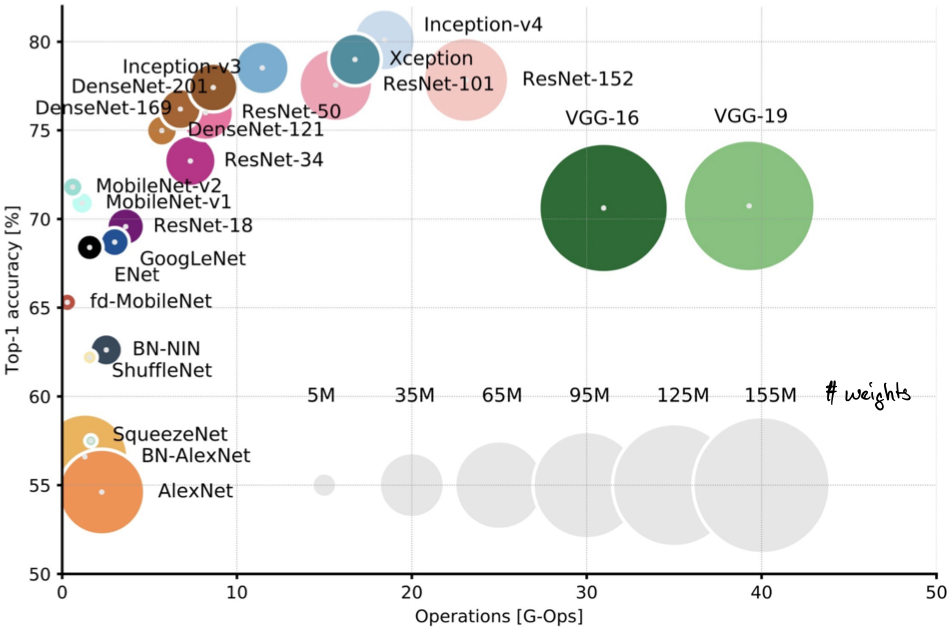 Inception-v4
80
Xception
Inception-v3
ResNet-152
ResNet-101
DenseNet-201
VGG-16
VGG-19
DenseNet-169
ResNet-50
75
DenseNet-121
ResNet-34
MobileNet-v2
MobileNet-v1
70
ResNet-18
GoogLeNet
ENet
fd-MobileNet
65
BN-NIN
ShuffleNet
60
5M 35M 65M 95M 125M 155M # weights
SqueezeNet
BN-AlexNet
55
AlexNet
50
0 10 20 30 40 50
Operations [G-Ops]
Top-1 accuracy [%]